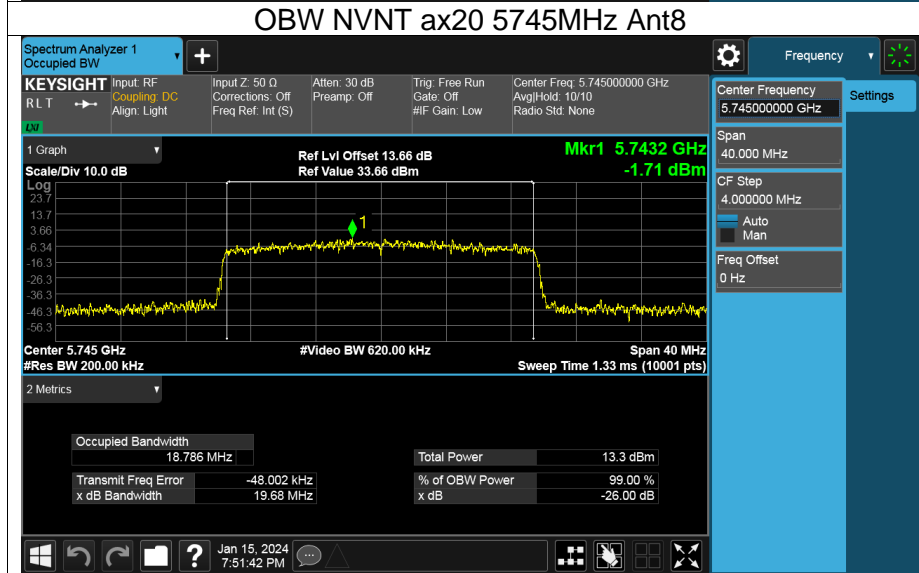 OBW NVNT ax20 5745MHz Ant8
Spectrum Analyzer 1
Occupied BW
+
Frequency
KEYSIGHT
RLT
LXI
Input: RF
Coupling: DC
Align: Light
Input Z: 50 Ω
Corrections: Off
Freq Ref: Int (S)
Atten: 30 dB
Preamp: Off
Trig: Free Run
Gate: Off
#IF Gain: Low
Center Freq: 5.745000000 GHz
Avg|Hold: 10/10
Radio Std: None
Center Frequency
5.745000000 GHz
Settings
Span
40.000 MHz
CF Step
4.000000 MHz
Auto
Man
Freq Offset
0 Hz
1 Graph
Scale/Div 10.0 dB
Ref Lvl Offset 13.66 dB
Ref Value 33.66 dBm
Mkr1 5.7432 GHz
-1.71 dBm
Log
23.7
13.7
3.66
-6.34
-16.3
-26.3
-36.3
-46.3
-56.3
1
Center 5.745 GHz
#Res BW 200.00 kHz
#Video BW 620.00 kHz
Span 40 MHz
Sweep Time 1.33 ms (10001 pts)
2 Metrics
Occupied Bandwidth
18.786 MHz
Total Power 13.3 dBm
Transmit Freq Error -48.002 kHz
% of OBW Power 99.00 %
x dB Bandwidth 19.68 MHz
x dB -26.00 dB
?
Jan 15, 2024
7:51:42 PM